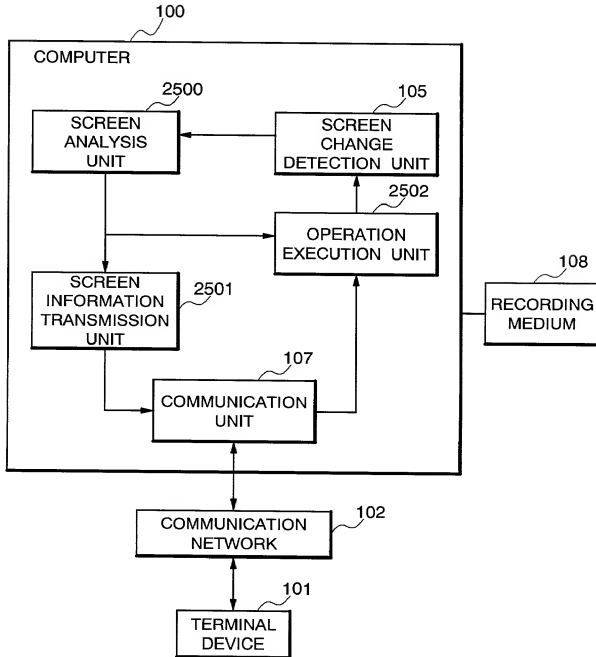 100
COMPUTER
2500
SCREEN
ANALYSIS
UNIT
105
SCREEN
CHANGE
DETECTION UNIT
2502
OPERATION
EXECUTION UNIT
SCREEN
INFORMATION
TRANSMISSION
UNIT
2501
108
RECORDING
MEDIUM
107
COMMUNICATION
UNIT
102
COMMUNICATION
NETWORK
101
TERMINAL
DEVICE